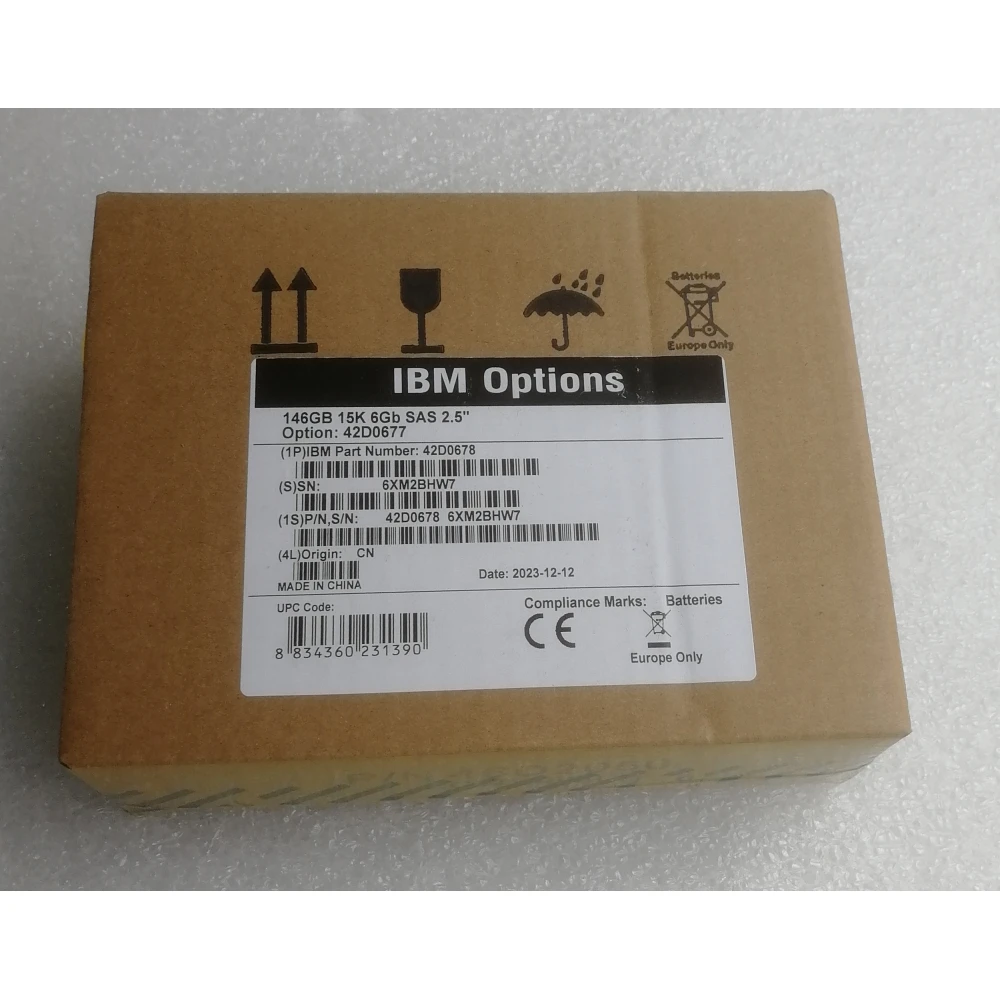 Batteries
Europe Only
IBM Options
146GB 15K 6Gb SAS 2.5"
Option: 42D0677
(1P)IBM Part Number: 42D0678
(S)SN: 6XM2BHW7
(1S)P/N,S/N: 42D0678 6XM2BHW7
(4L)Origin: CN
MADE IN CHINA
Date: 2023-12-12
UPC Code:
8 834360 231390
Compliance Marks: Batteries
CE
Europe Only